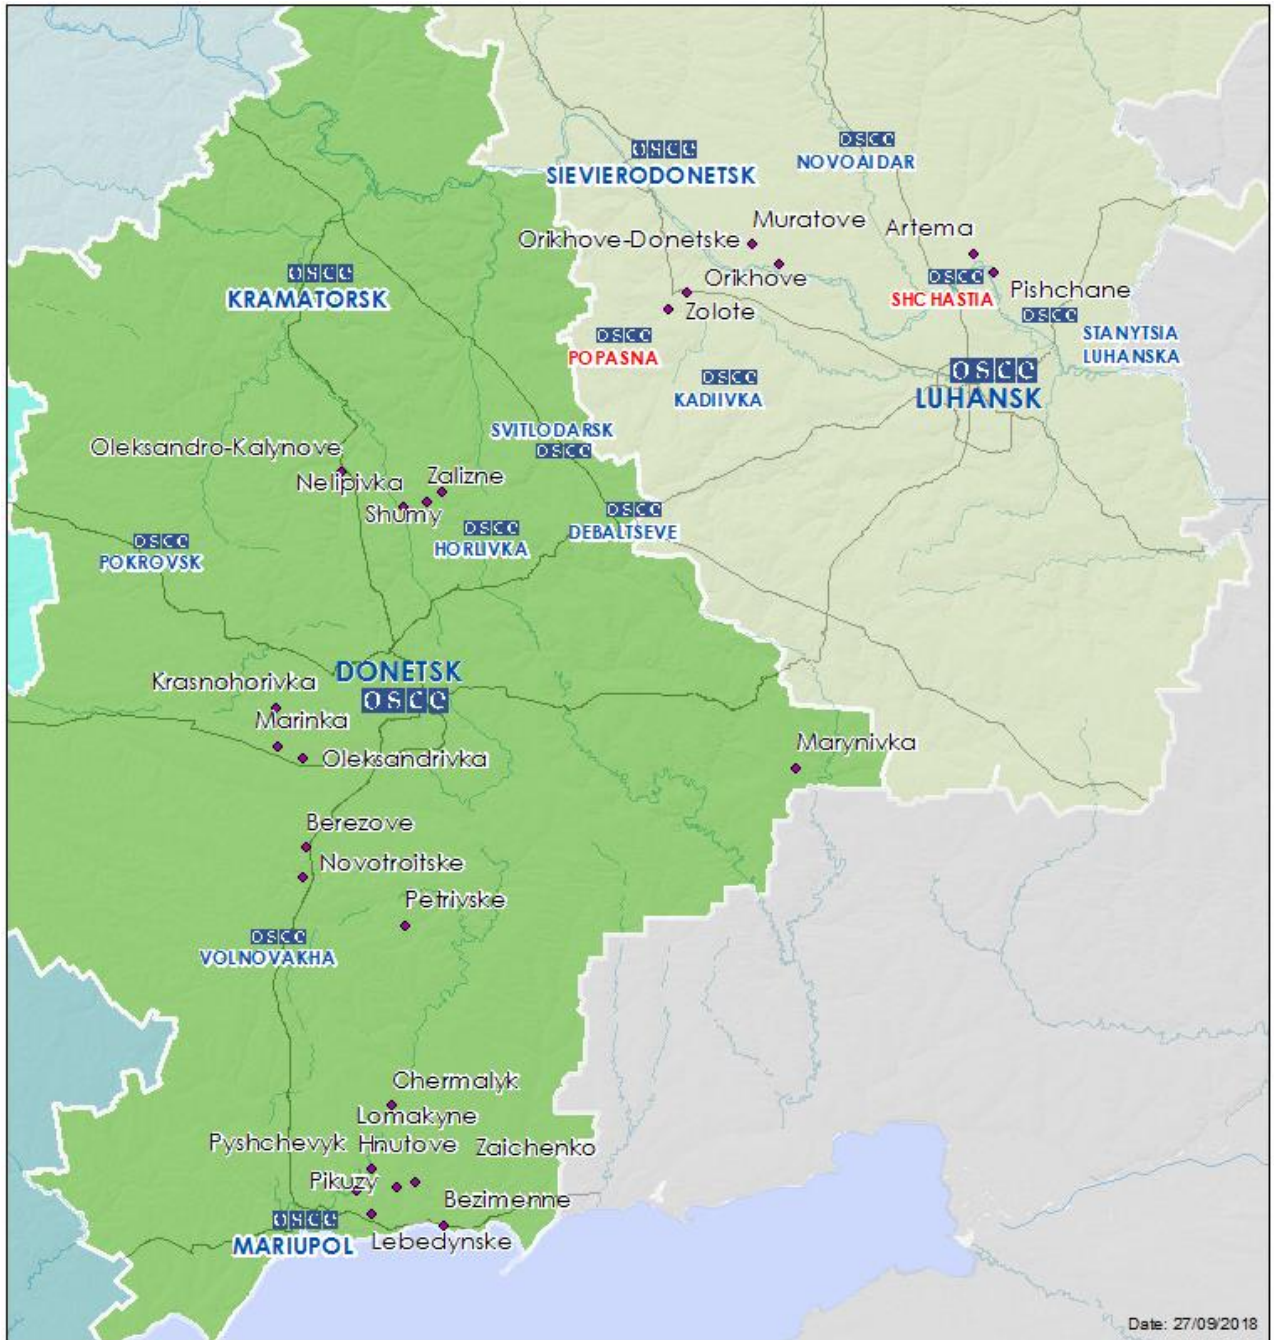 OSCE
SIEVIERODONETSK
OSCE
NOVOAIDAR
Muratove
Orikhove-Donetske
Artema
OSCE
KRAMATORSK
Orikhove
Zolote
OSCE
SHCHASTIA
Pishchane
OSCE
STANYTSIA
LUHANSKA
OSCE
POPASNA
OSCE
KADIIVKA
OSCE
LUHANSK
SVITLODARSK
OSCE
Oleksandro-Kalynove
Nelipivka
Zalizne
Shumy
OSCE
HORLIVKA
OSCE
DEBALTSEVE
OSCE
POKROVSK
DONETSK
OSCE
Krasnohorivka
Marinka
Oleksandrivka
Marynivka
Berezove
Novotroitske
Petrivske
OSCE
VOLNOVAKHA
Chermalyk
Lomakyne
Pyshchevyk
Hnutove
Zaichenko
Pikuzy
Bezimenne
OSCE
MARIUPOL
Lebedynske
Date: 27/09/2018